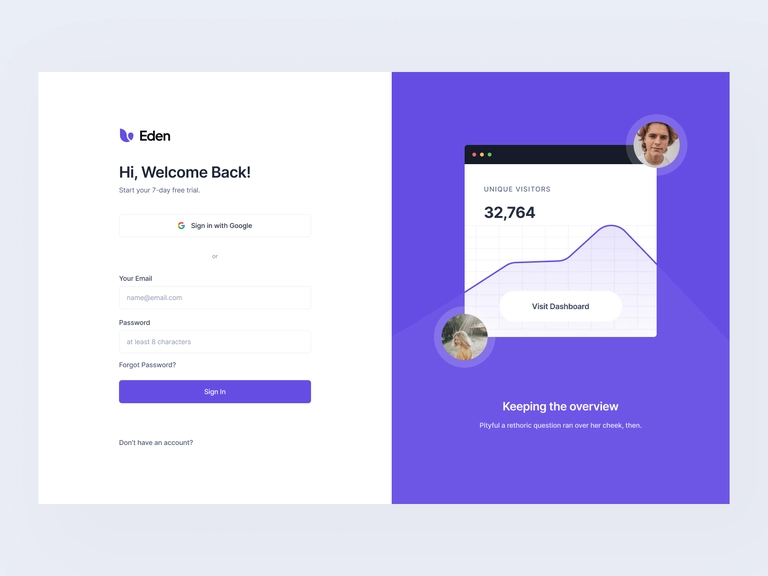 Eden
Hi, Welcome Back!
Start your 7-day free trial.
Sign in with Google
or
Your Email
name@email.com
Password
at least 8 characters
Forgot Password?
Sign In
Don't have an account?
UNIQUE VISITORS
32,764
Visit Dashboard
Keeping the overview
Pityful a rethoric question ran over her cheek, then.